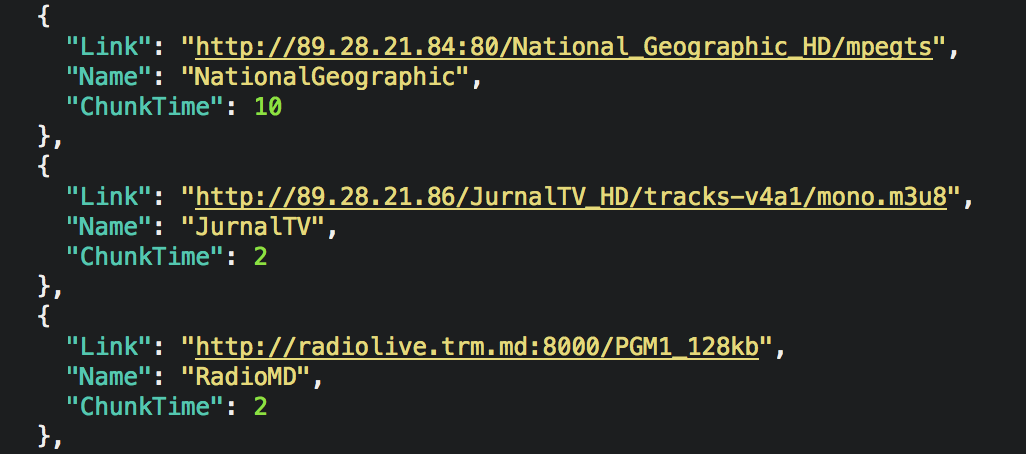 {
"Link": "http://89.28.21.84:80/National_Geographic_HD/mpegts",
"Name": "NationalGeographic",
"ChunkTime": 10
},
{
"Link": "http://89.28.21.86/JurnalTV_HD/tracks-v4a1/mono.m3u8",
"Name": "JurnalTV",
"ChunkTime": 2
},
{
"Link": "http://radiolive.trm.md:8000/PGM1_128kb",
"Name": "RadioMD",
"ChunkTime": 2
},